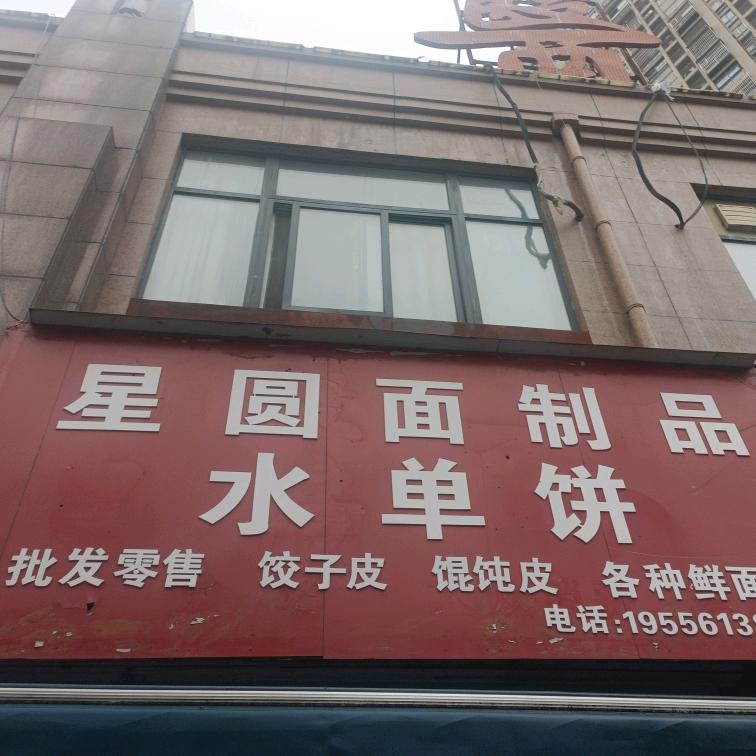 星圆面制品
水单饼
批发零售 饺子皮 馄饨皮 各种鲜面
电话:1955613